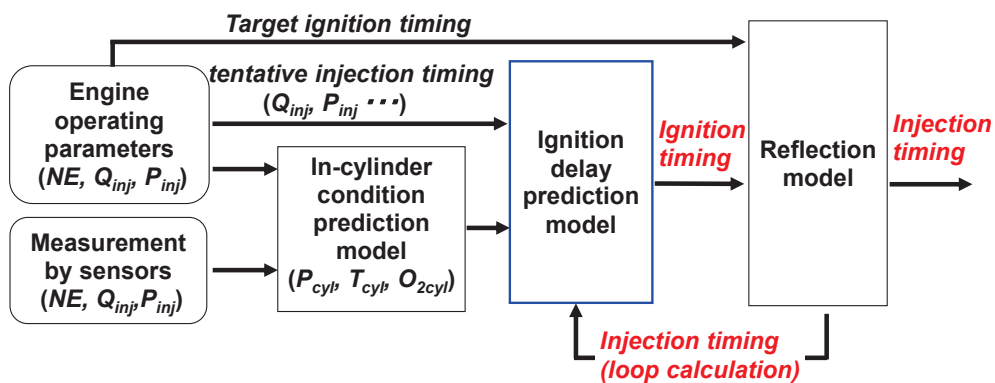 Target ignition timing
tentative injection timing
(Qinj, Pinj ・・・)
Engine
operating
parameters
(NE, Qinj, Pinj)
Measurement
by sensors
(NE, Qinj,Pinj)
In-cylinder
condition
prediction
model
(Pcyl, Tcyl, O2cyl)
Ignition
delay
prediction
model
Ignition
timing
Reflection
model
Injection
timing
Injection timing
(loop calculation)